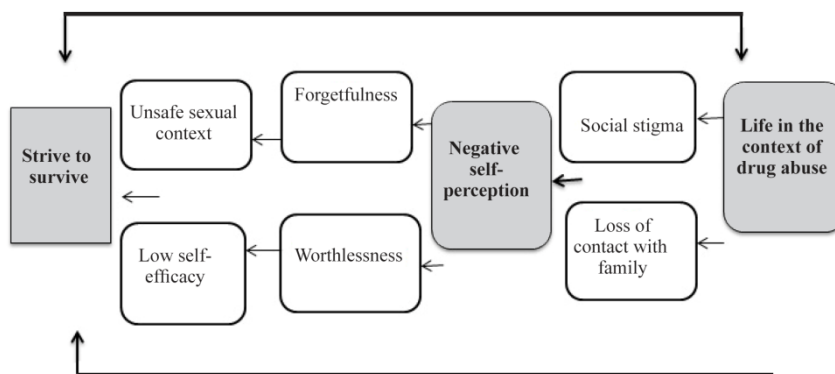 Strive to
survive
Unsafe sexual
context
Low self-
efficacy
Forgetfulness
Worthlessness
Negative
self-
perception
Social stigma
Loss of
contact with
family
Life in the
context of
drug abuse